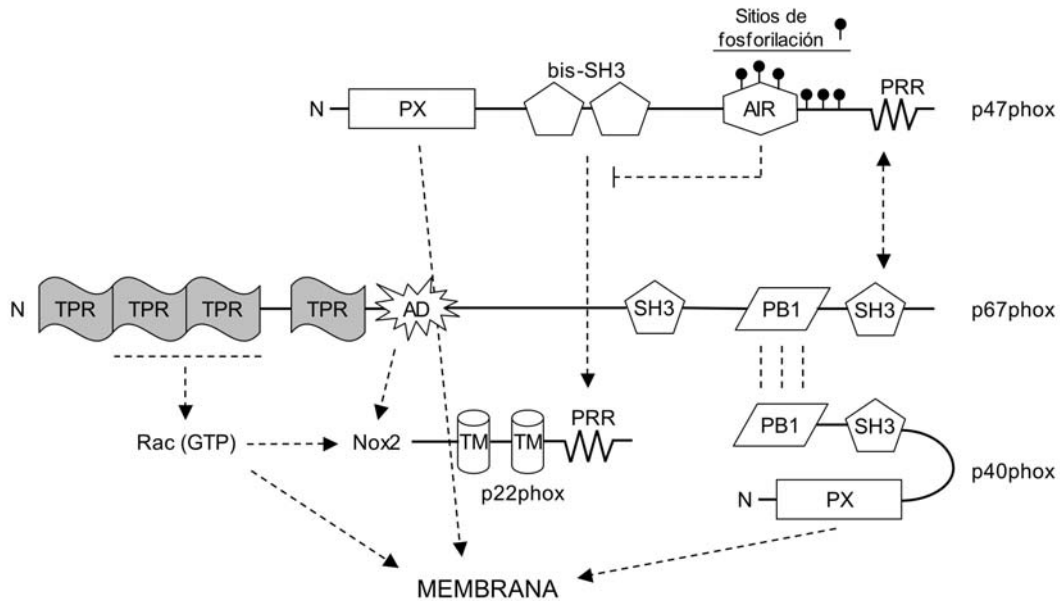 Sitios de
fosforilación
bis-SH3
N PX AIR PRR p47phox
N TPR TPR TPR TPR AD SH3 PB1 SH3 p67phox
Rac (GTP) Nox2 TM TM PRR
p22phox
PB1 SH3
p40phox
N PX
MEMBRANA